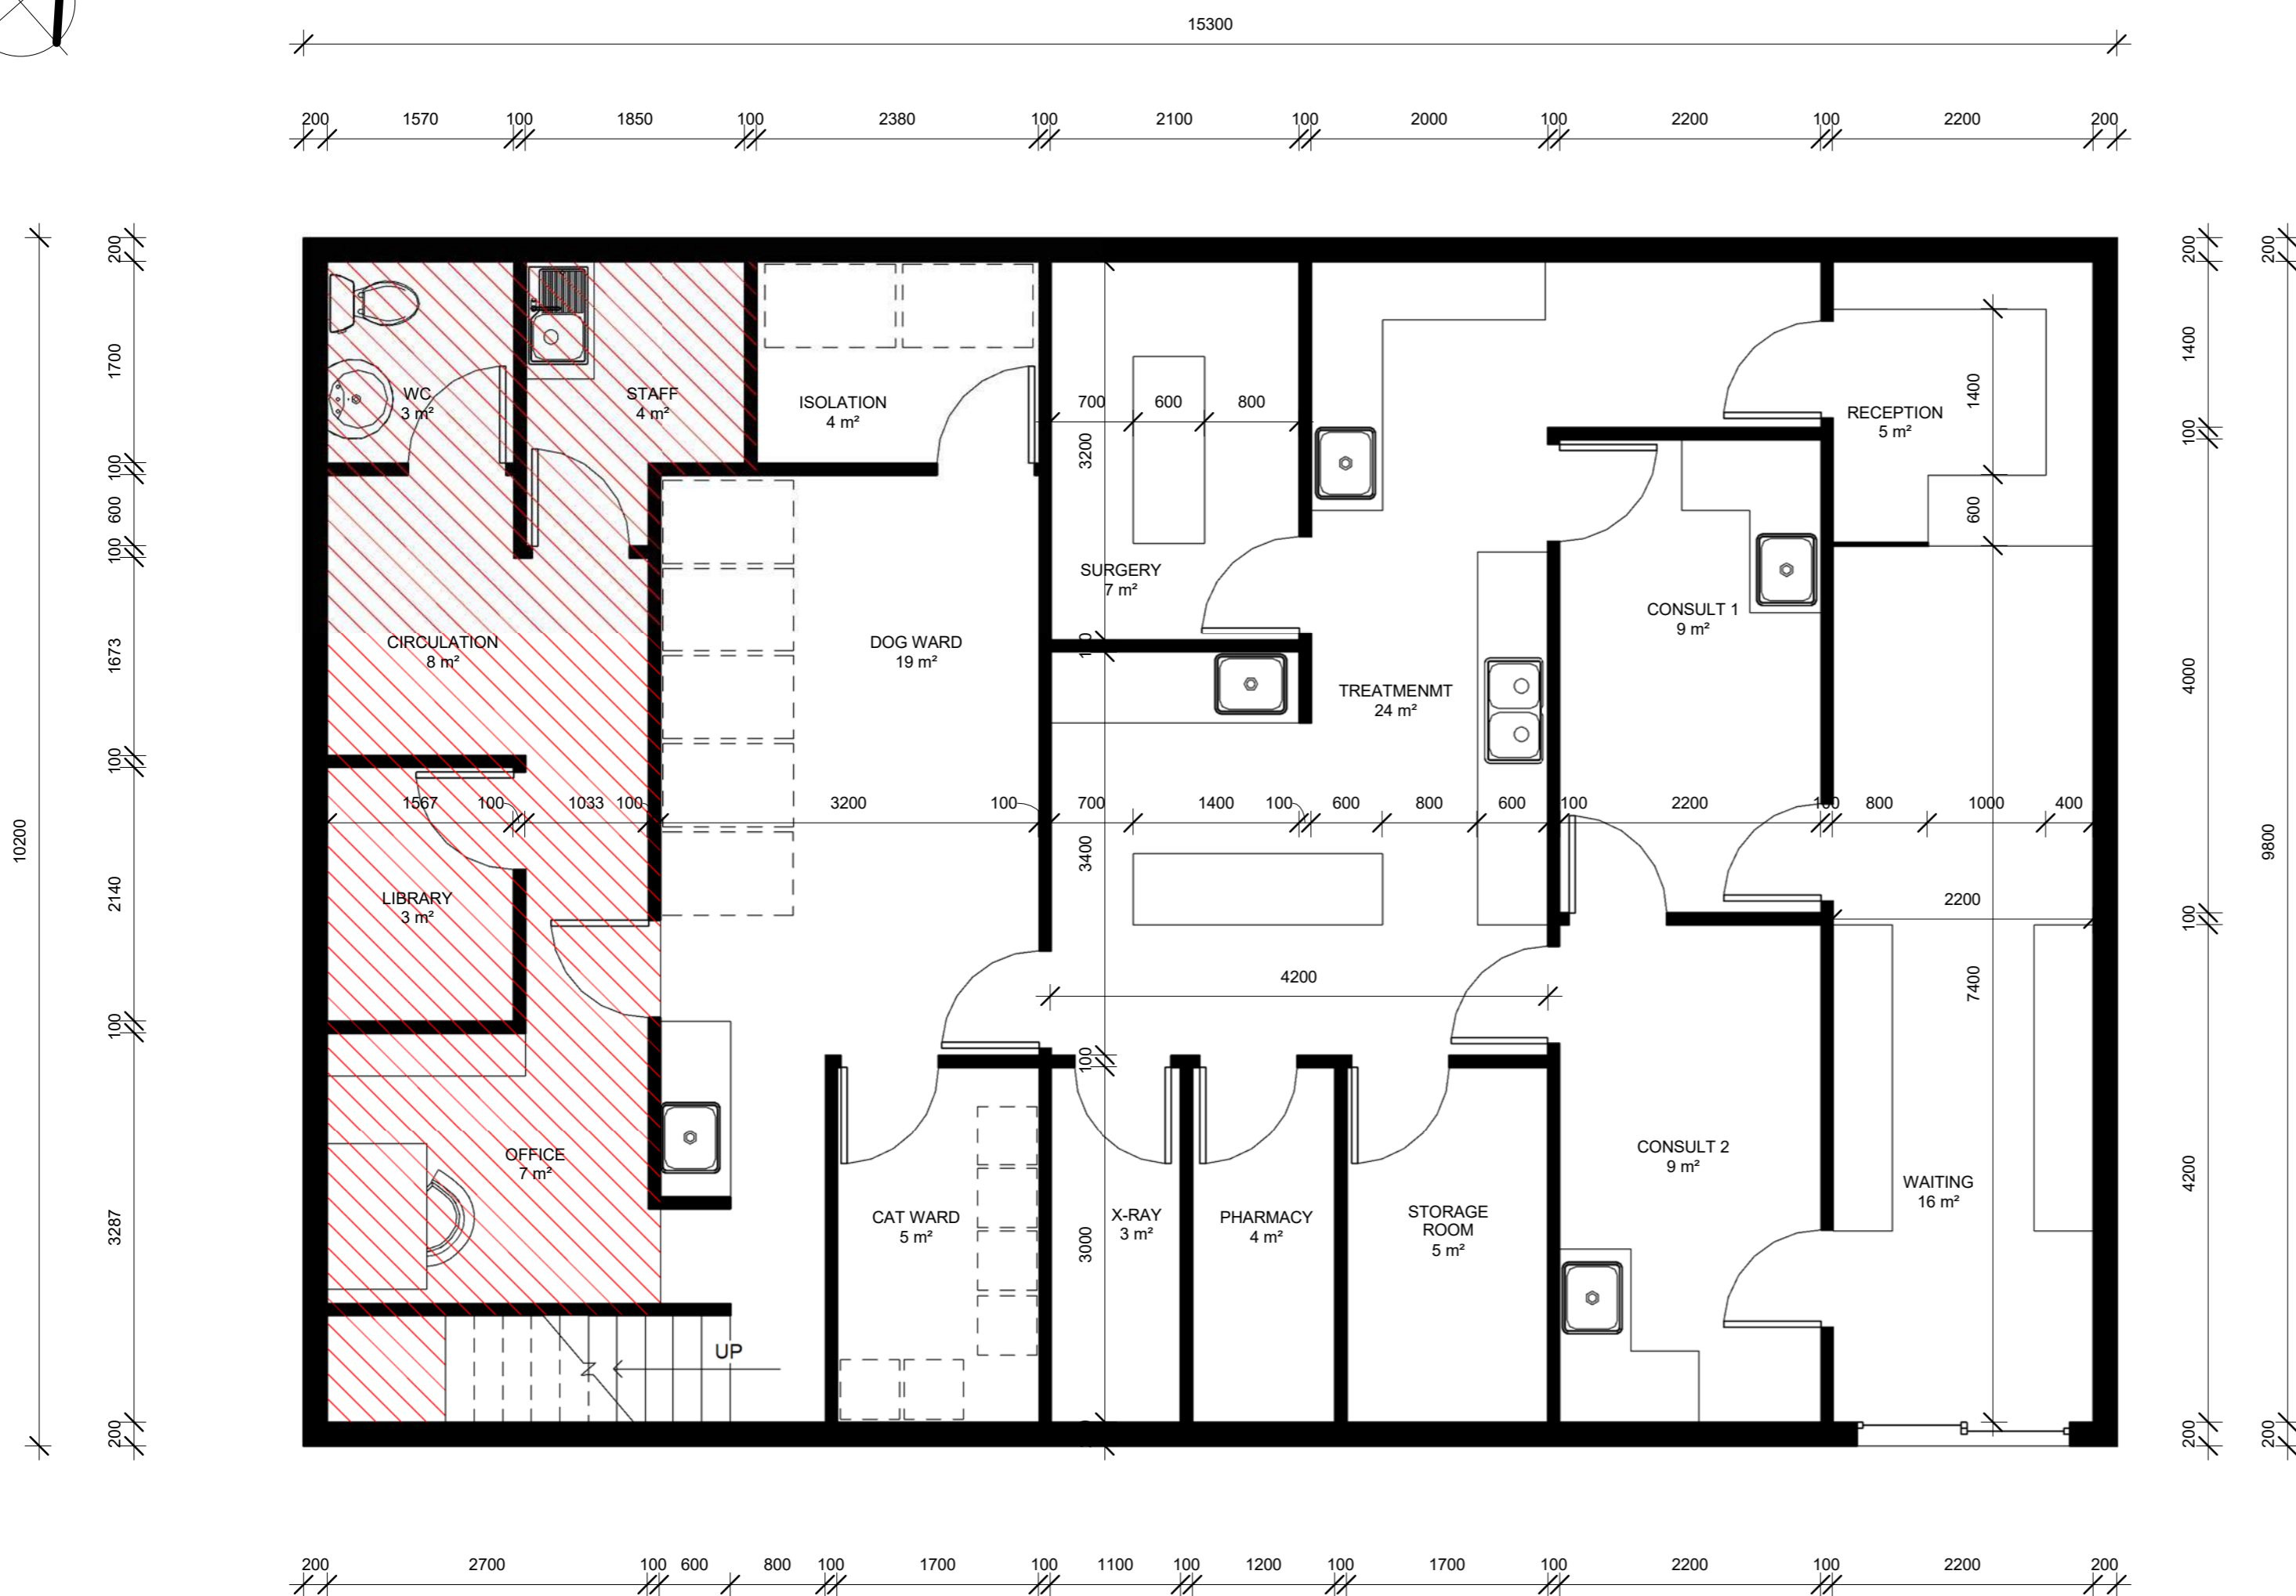 15300
200 1570 100 1850 100 2380 100 2100 100 2000 100 2200 100 2200 200
10200
200
1700
100
600
100
1673
100
2140
100
3287
200
WC
3 m²
STAFF
4 m²
ISOLATION
4 m²
700 600 800
3200
SURGERY
7 m²
RECEPTION
5 m²
1400
600
CIRCULATION
8 m²
DOG WARD
19 m²
CONSULT 1
9 m²
TREATMENMT
24 m²
1567 100 1033 100 3200 100 700 1400 100 600 800 600 100 2200 100 800 1000 400
3400
LIBRARY
3 m²
2200
4200
7400
100
OFFICE
7 m²
CAT WARD
5 m²
X-RAY
3 m²
PHARMACY
4 m²
STORAGE
ROOM
5 m²
CONSULT 2
9 m²
WAITING
16 m²
3000
UP
200
1400
100
4000
100
4200
200
200
9800
200
200 2700 100 600 800 100 1700 100 1100 100 1200 100 1700 100 2200 100 2200 200